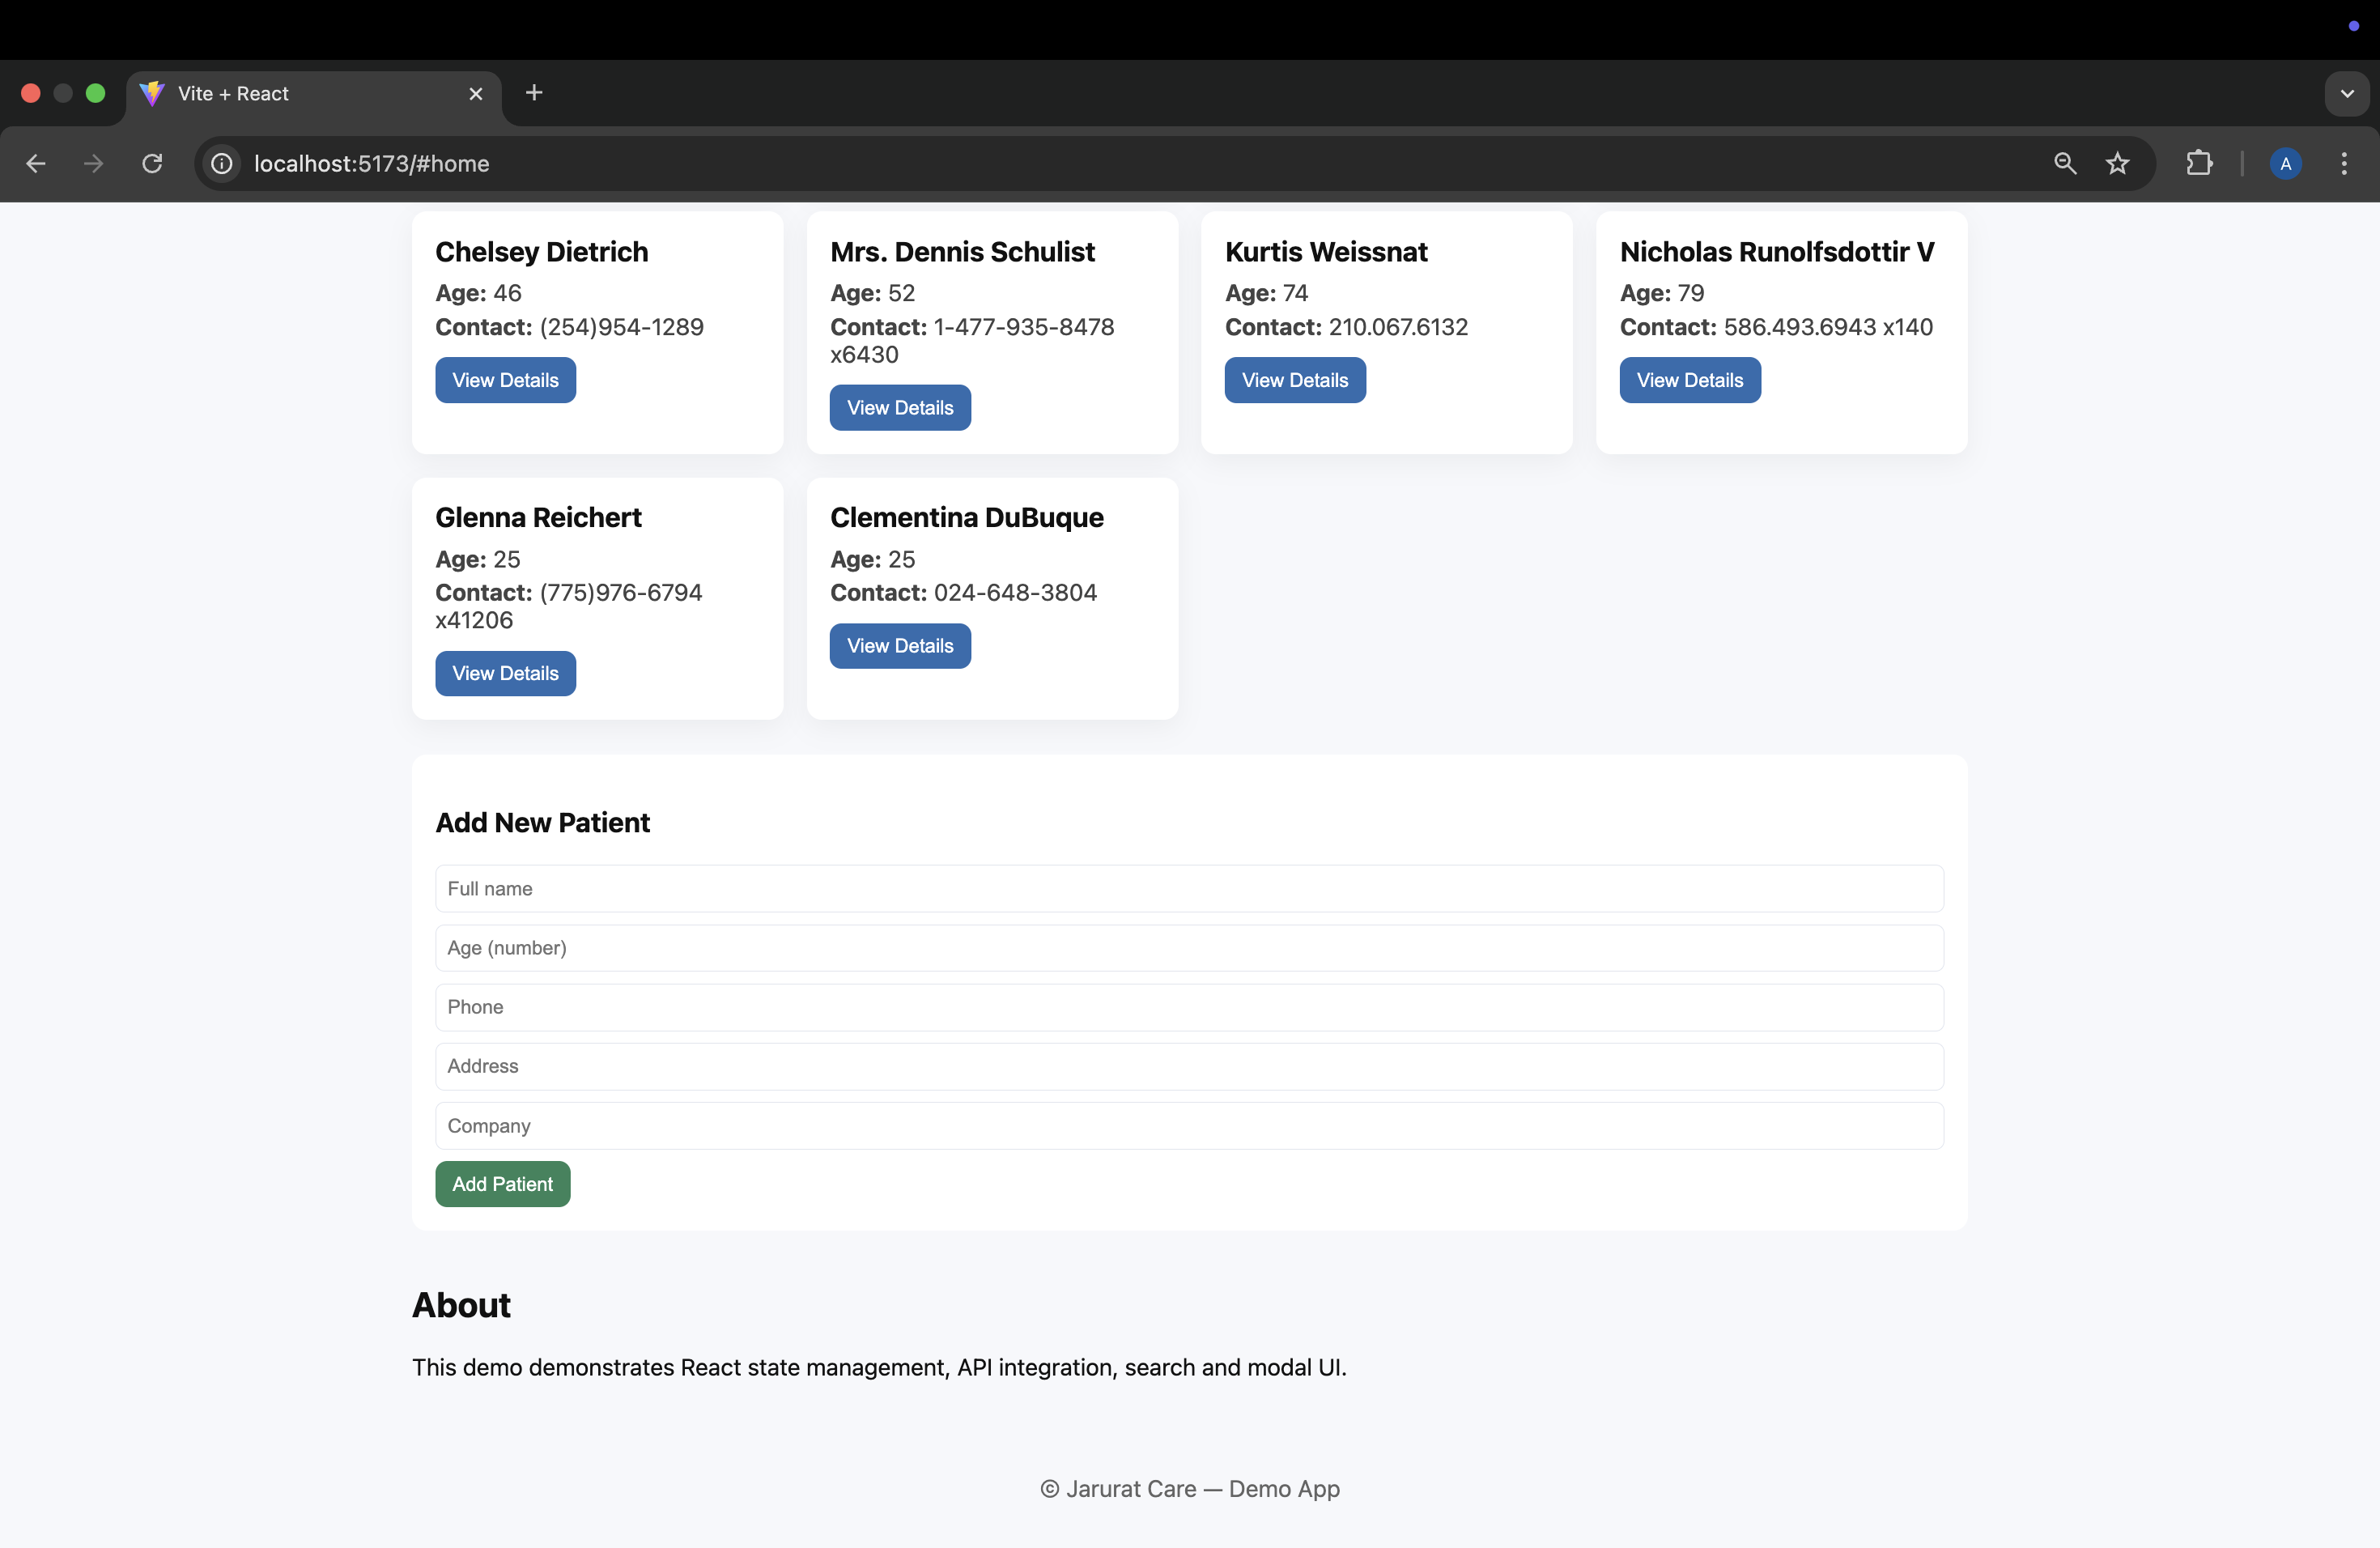 Vite + React
localhost:5173/#home
A
Chelsey Dietrich
Age: 46
Contact: (254)954-1289
View Details
Mrs. Dennis Schulist
Age: 52
Contact: 1-477-935-8478
x6430
View Details
Kurtis Weissnat
Age: 74
Contact: 210.067.6132
View Details
Nicholas Runolfsdottir V
Age: 79
Contact: 586.493.6943 x140
View Details
Glenna Reichert
Age: 25
Contact: (775)976-6794
x41206
View Details
Clementina DuBuque
Age: 25
Contact: 024-648-3804
View Details
Add New Patient
Full name
Age (number)
Phone
Address
Company
Add Patient
About
This demo demonstrates React state management, API integration, search and modal UI.
© Jarurat Care — Demo App